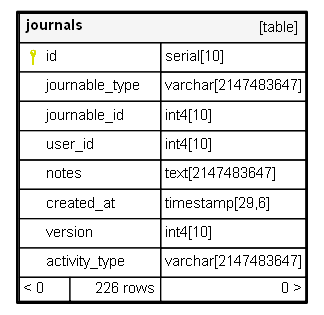 journals [table]
id serial[10]
journable_type varchar[2147483647]
journable_id int4[10]
user_id int4[10]
notes text[2147483647]
created_at timestamp[29,6]
version int4[10]
activity_type varchar[2147483647]
< 0 226 rows 0 >